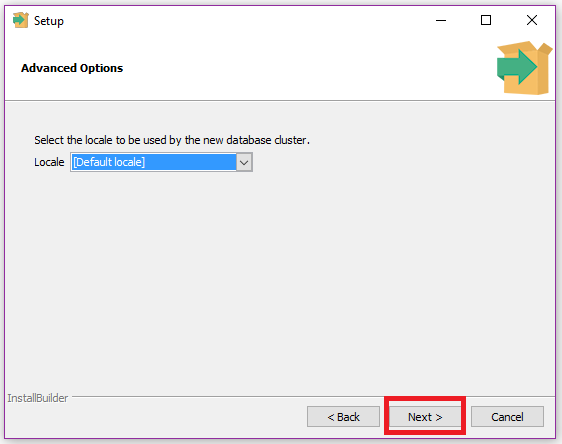 Setup
Advanced Options
Select the locale to be used by the new database cluster.
Locale [Default locale]
InstallBuilder
< Back Next > Cancel